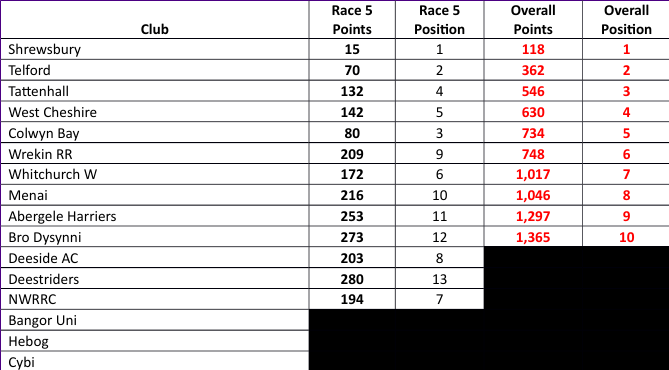 Club Race 5 Points Race 5 Position Overall Points Overall Position
Shrewsbury 15 1 118 1
Telford 70 2 362 2
Tattenhall 132 4 546 3
West Cheshire 142 5 630 4
Colwyn Bay 80 3 734 5
Wrekin RR 209 9 748 6
Whitchurch W 172 6 1,017 7
Menai 216 10 1,046 8
Abergele Harriers 253 11 1,297 9
Bro Dysynni 273 12 1,365 10
Deeside AC 203 8
Deestriders 280 13
NWRRC 194 7
Bangor Uni
Hebog
Cybi